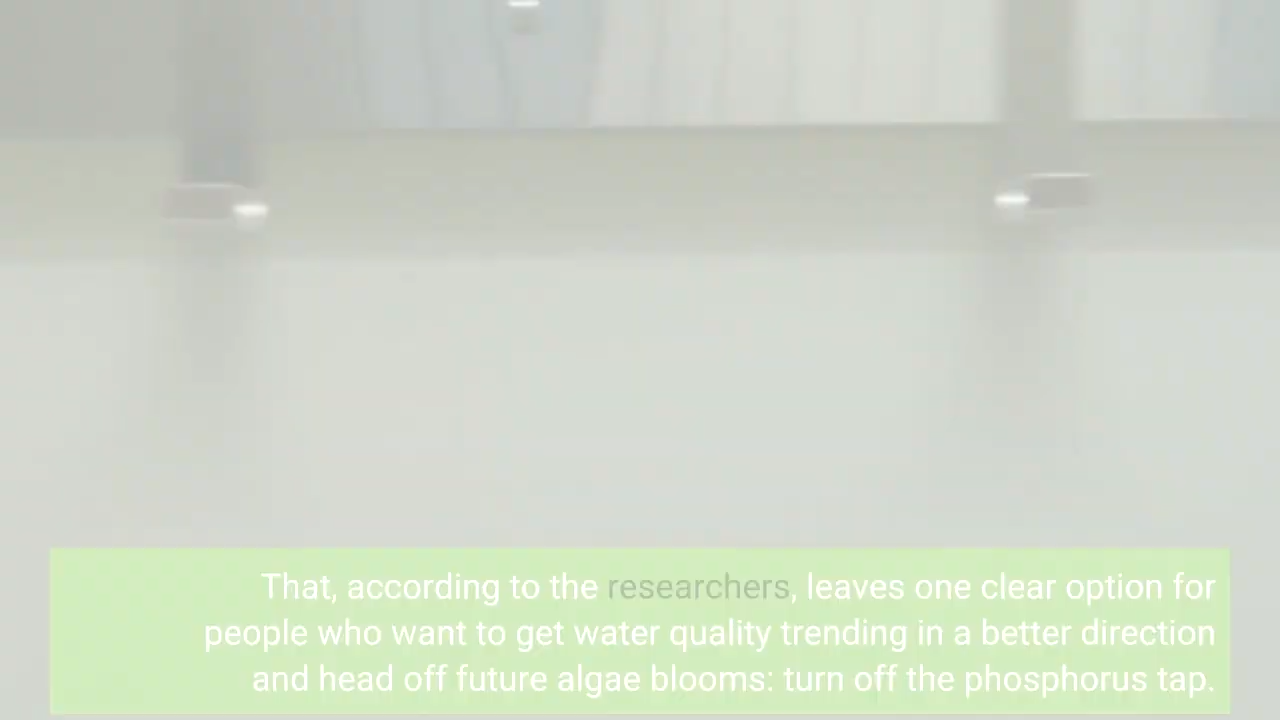 That, according to the researchers, leaves one clear option for
people who want to get water quality trending in a better direction
and head off future algae blooms: turn off the phosphorus tap.